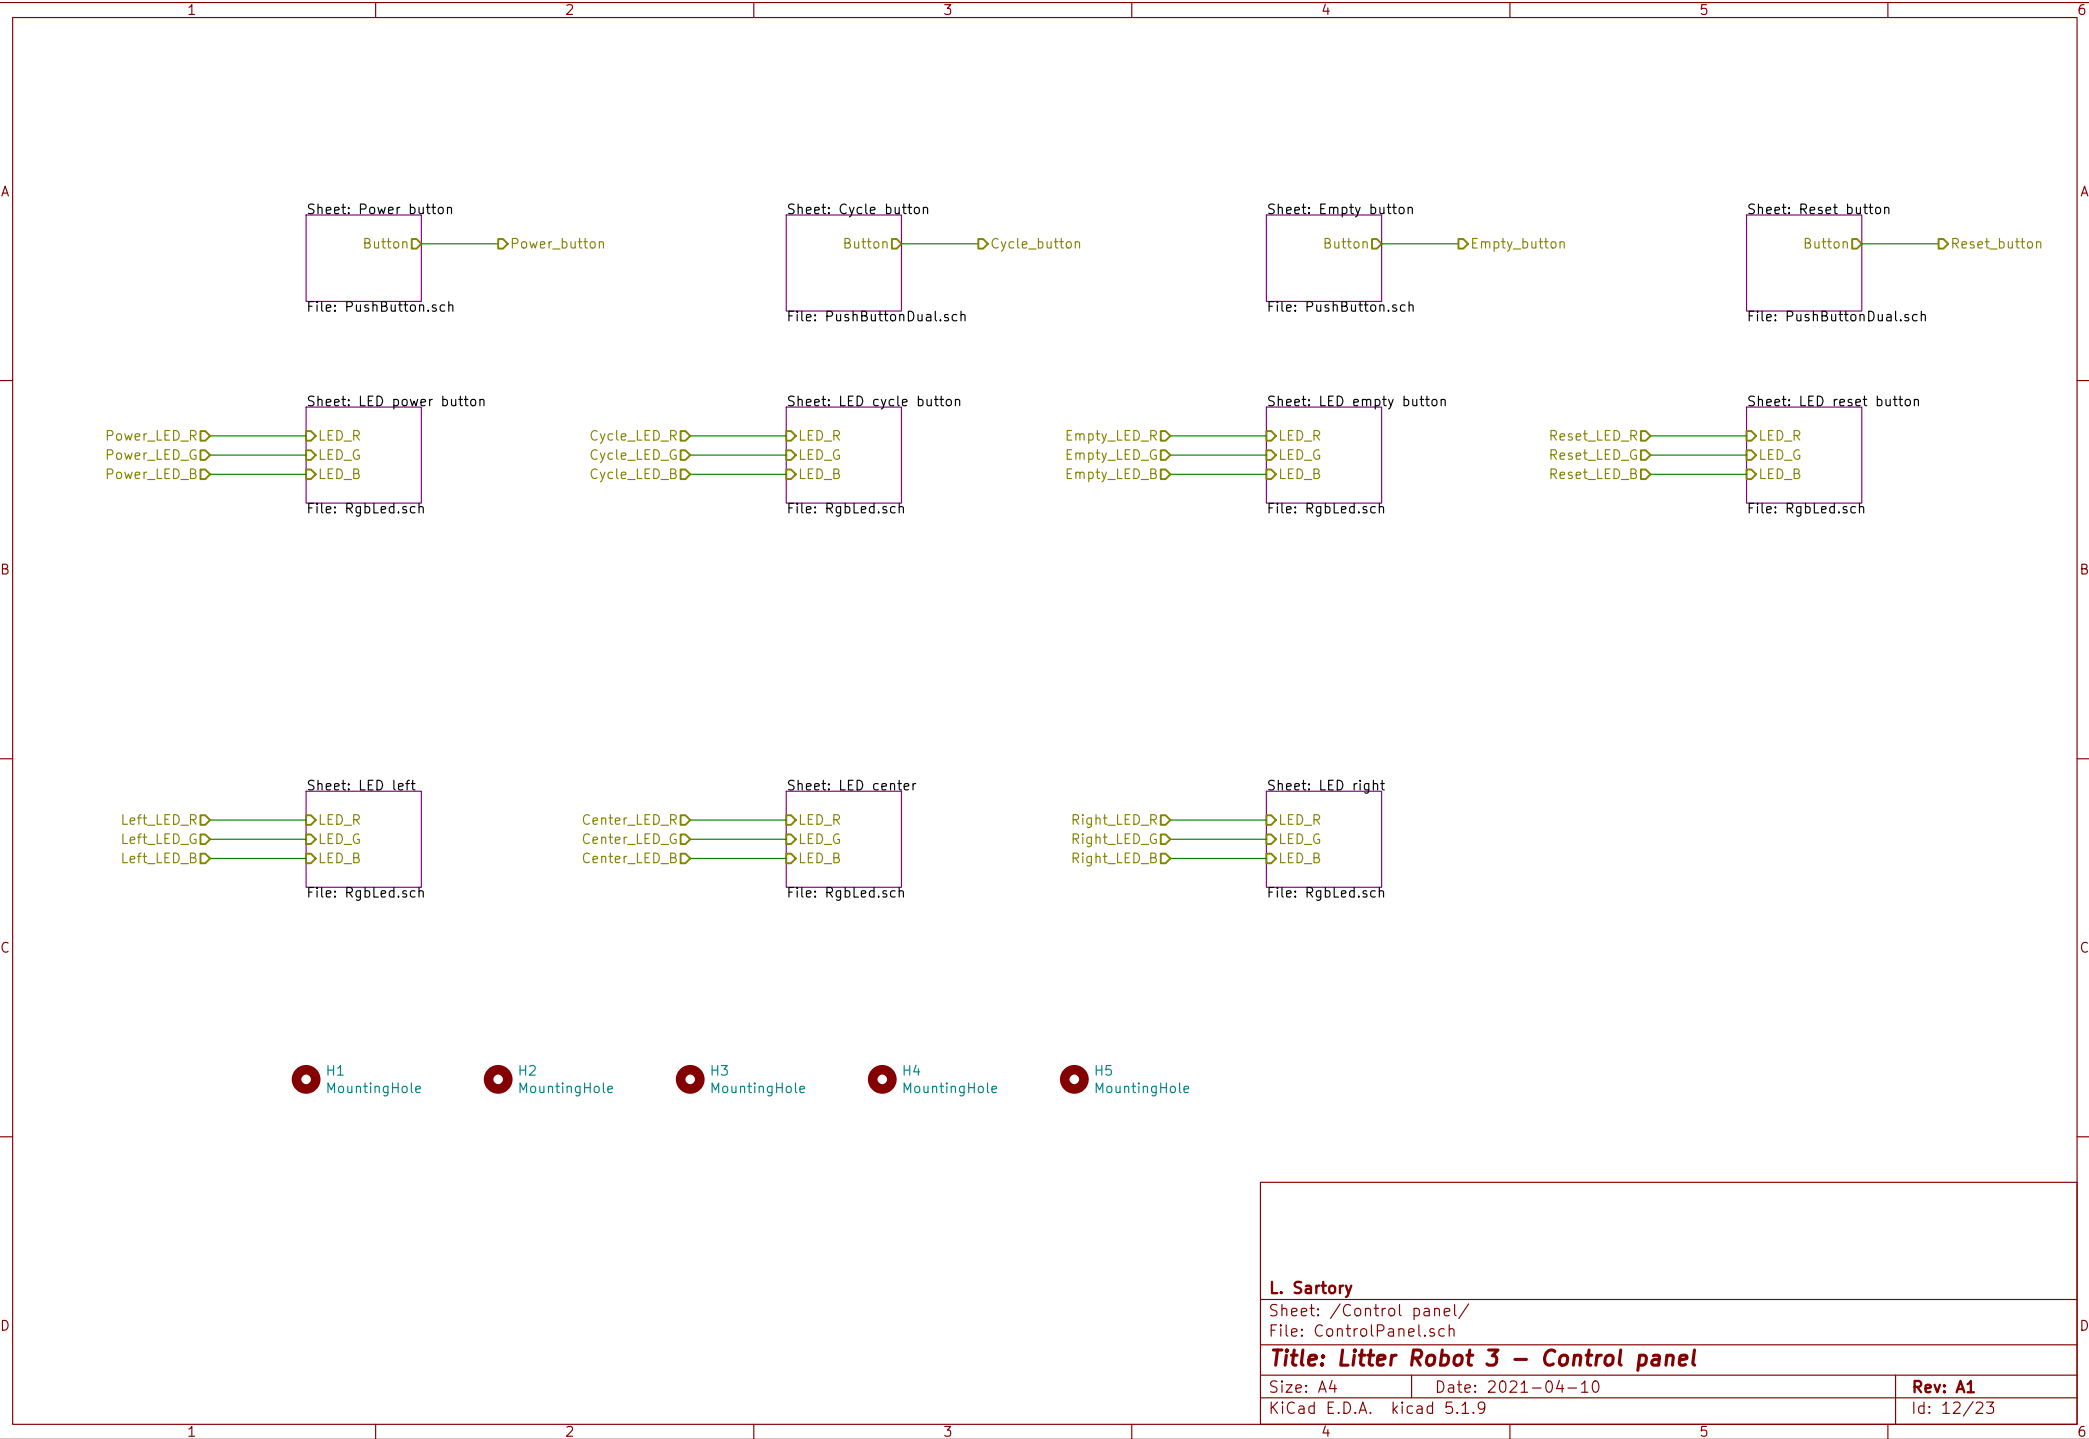 1 2 3 4 5 6
A A
Sheet: Power button
Button Power_button
File: PushButton.sch
Sheet: Cycle button
Button Cycle_button
File: PushButtonDual.sch
Sheet: Empty button
Button Empty_button
File: PushButton.sch
Sheet: Reset button
Button Reset_button
File: PushButtonDual.sch
Sheet: LED power button
Power_LED_R LED_R
Power_LED_G LED_G
Power_LED_B LED_B
File: RgbLed.sch
Sheet: LED cycle button
Cycle_LED_R LED_R
Cycle_LED_G LED_G
Cycle_LED_B LED_B
File: RgbLed.sch
Sheet: LED empty button
Empty_LED_R LED_R
Empty_LED_G LED_G
Empty_LED_B LED_B
File: RgbLed.sch
Sheet: LED reset button
Reset_LED_R LED_R
Reset_LED_G LED_G
Reset_LED_B LED_B
File: RgbLed.sch
B B
Sheet: LED left
Left_LED_R LED_R
Left_LED_G LED_G
Left_LED_B LED_B
File: RgbLed.sch
Sheet: LED center
Center_LED_R LED_R
Center_LED_G LED_G
Center_LED_B LED_B
File: RgbLed.sch
Sheet: LED right
Right_LED_R LED_R
Right_LED_G LED_G
Right_LED_B LED_B
File: RgbLed.sch
C C
H1
MountingHole
H2
MountingHole
H3
MountingHole
H4
MountingHole
H5
MountingHole
L. Sartory
Sheet: /Control panel/
File: ControlPanel.sch
D D
Title: Litter Robot 3 – Control panel
Size: A4 Date: 2021-04-10 Rev: A1
KiCad E.D.A. kicad 5.1.9 Id: 12/23
1 2 3 4 5 6